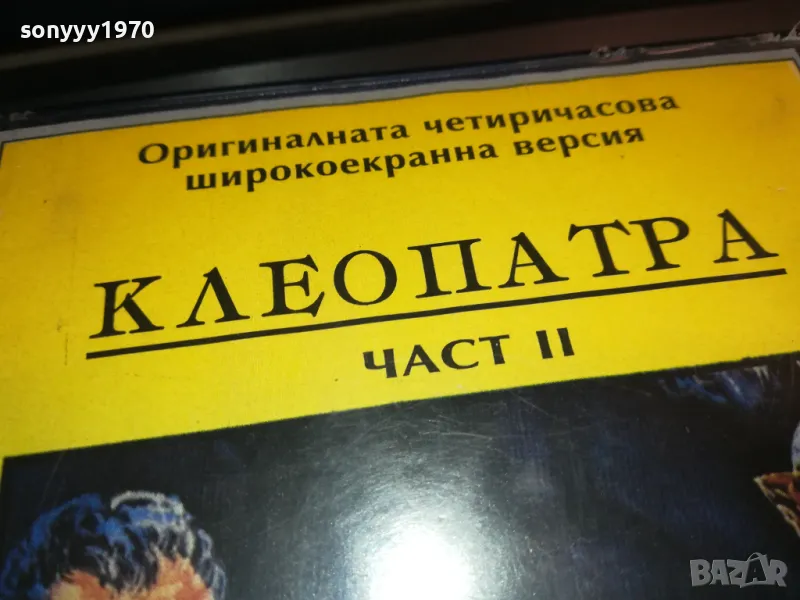 sonyyy1970
Оригиналната четиричасова
широкоекранна версия
КЛЕОПАТРА
ЧАСТ II
BAZAR